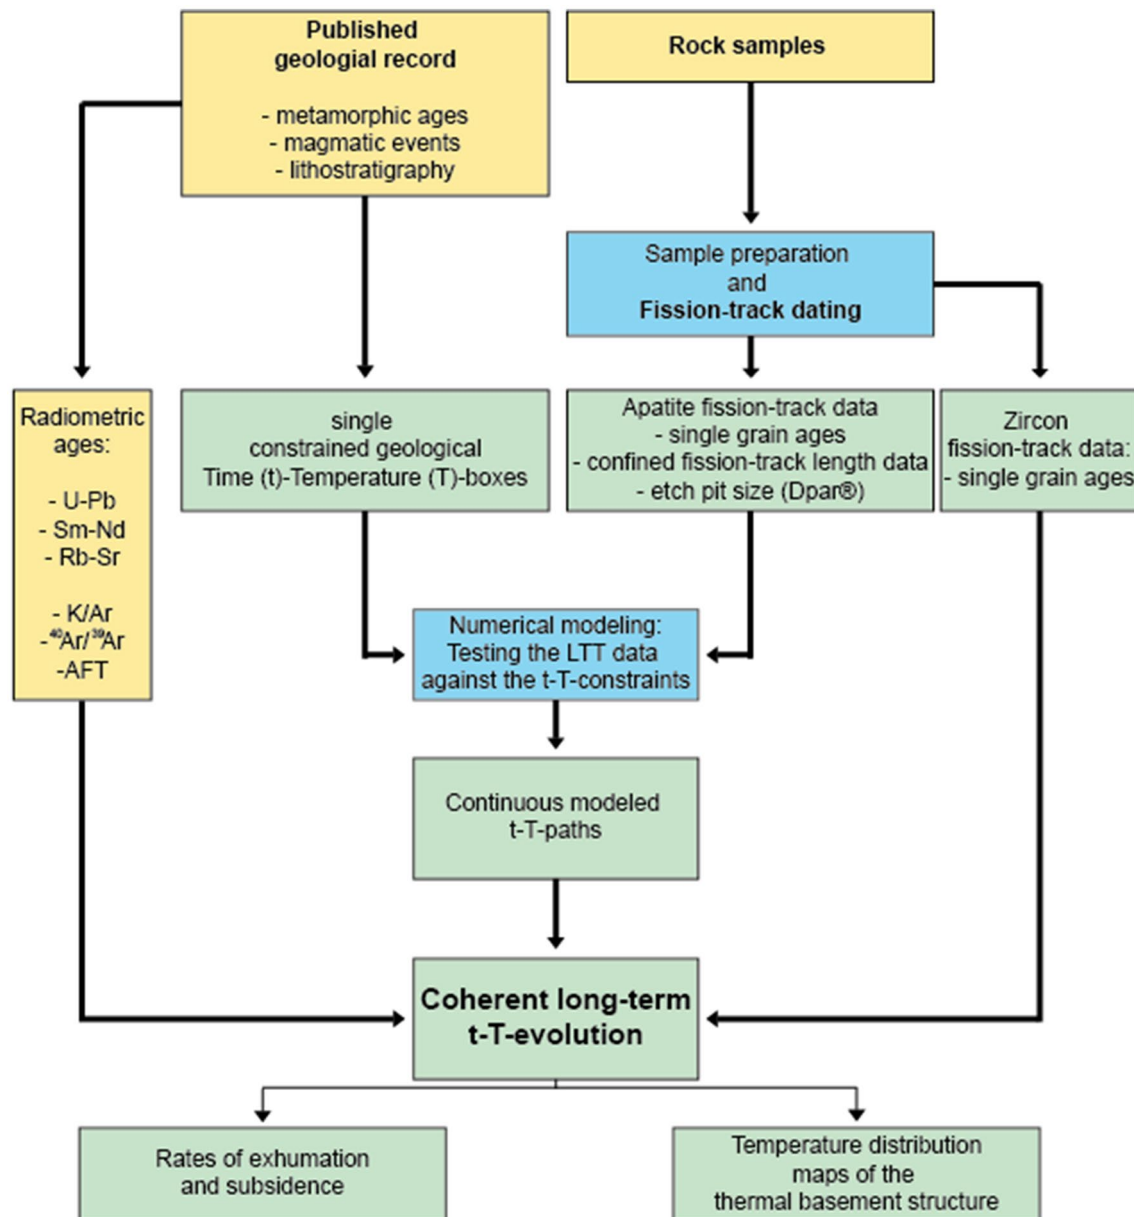 Published
geologial record
- metamorphic ages
- magmatic events
- lithostratigraphy
Rock samples
Sample preparation
and
Fission-track dating
Radiometric
ages:
- U-Pb
- Sm-Nd
- Rb-Sr
- K/Ar
-⁴⁰Ar/³⁹Ar
-AFT
single
constrained geological
Time (t)-Temperature (T)-boxes
Apatite fission-track data
- single grain ages
- confined fission-track length data
- etch pit size (Dpar®)
Zircon
fission-track data:
- single grain ages
Numerical modeling:
Testing the LTT data
against the t-T-constraints
Continuous modeled
t-T-paths
Coherent long-term
t-T-evolution
Rates of exhumation
and subsidence
Temperature distribution
maps of the
thermal basement structure